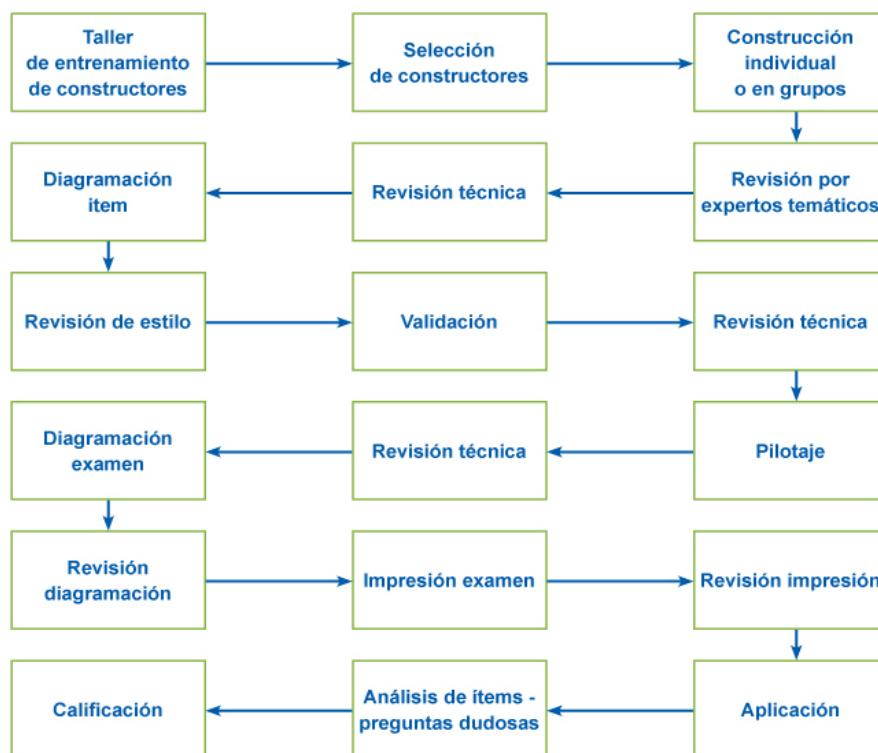 Taller
de entrenamiento
de constructores
Selección
de constructores
Construcción
individual
o en grupos
Diagramación
item
Revisión técnica
Revisión por
expertos temáticos
Revisión de estilo
Validación
Revisión técnica
Diagramación
examen
Revisión técnica
Pilotaje
Revisión
diagramación
Impresión examen
Revisión impresión
Calificación
Análisis de ítems -
preguntas dudosas
Aplicación